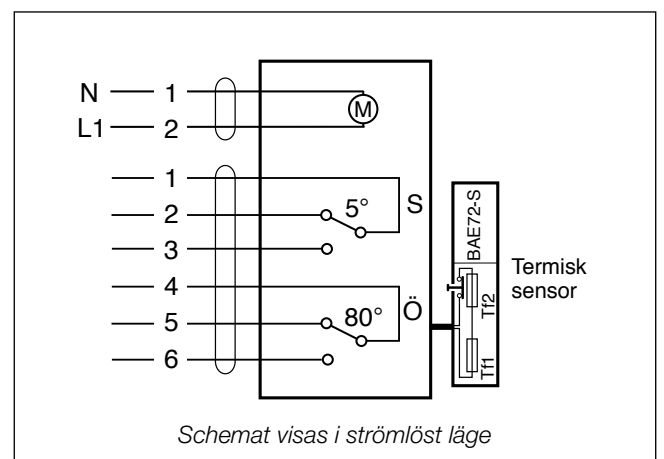 N 1
M
L1 2
1
2 5° S
3
4
5 80° Ö
6
BAE72-S
Tf2
Tf1
Termisk
sensor
Schemat visas i strömlöst läge